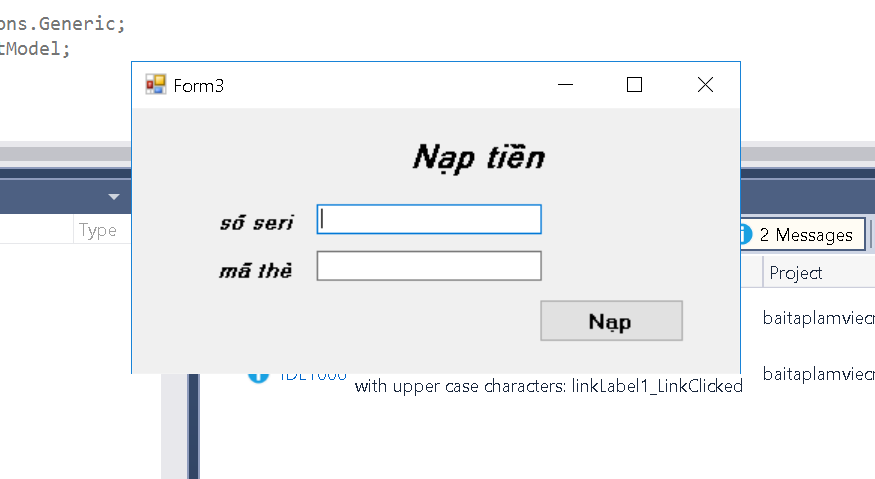 ons.Generic;
tModel;
Form3
Nạp tiền
số seri
mã thẻ
Nạp
Type
2 Messages
Project
baitaplamviec
baitaplamviec
with upper case characters: linkLabel1_LinkClicked